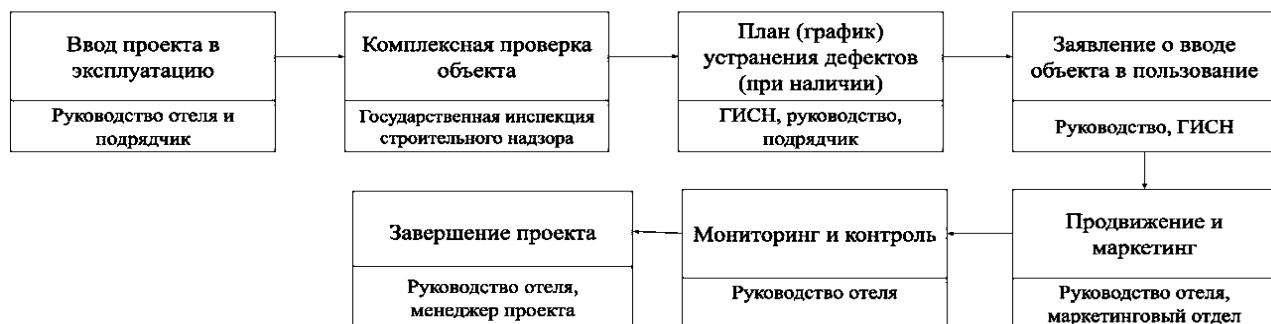 Ввод проекта в
эксплуатацию
Руководство отеля и
подрядчик
Комплексная проверка
объекта
Государственная инспекция
строительного надзора
План (график)
устранения дефектов
(при наличии)
ГИСН, руководство,
подрядчик
Заявление о вводе
объекта в пользование
Руководство, ГИСН
Продвижение и
маркетинг
Руководство отеля,
маркетинговый отдел
Мониторинг и контроль
Руководство отеля
Завершение проекта
Руководство отеля,
менеджер проекта